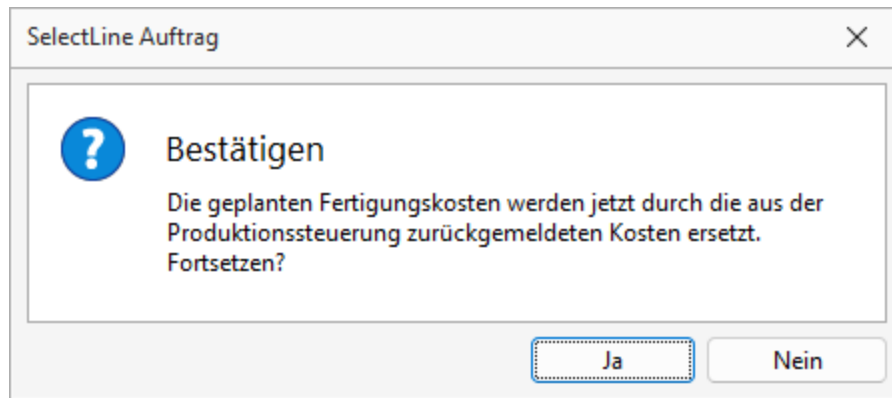 SelectLine Auftrag
Bestätigen
Die geplanten Fertigungskosten werden jetzt durch die aus der
Produktionssteuerung zurückgemeldeten Kosten ersetzt.
Fortsetzen?
Ja
Nein